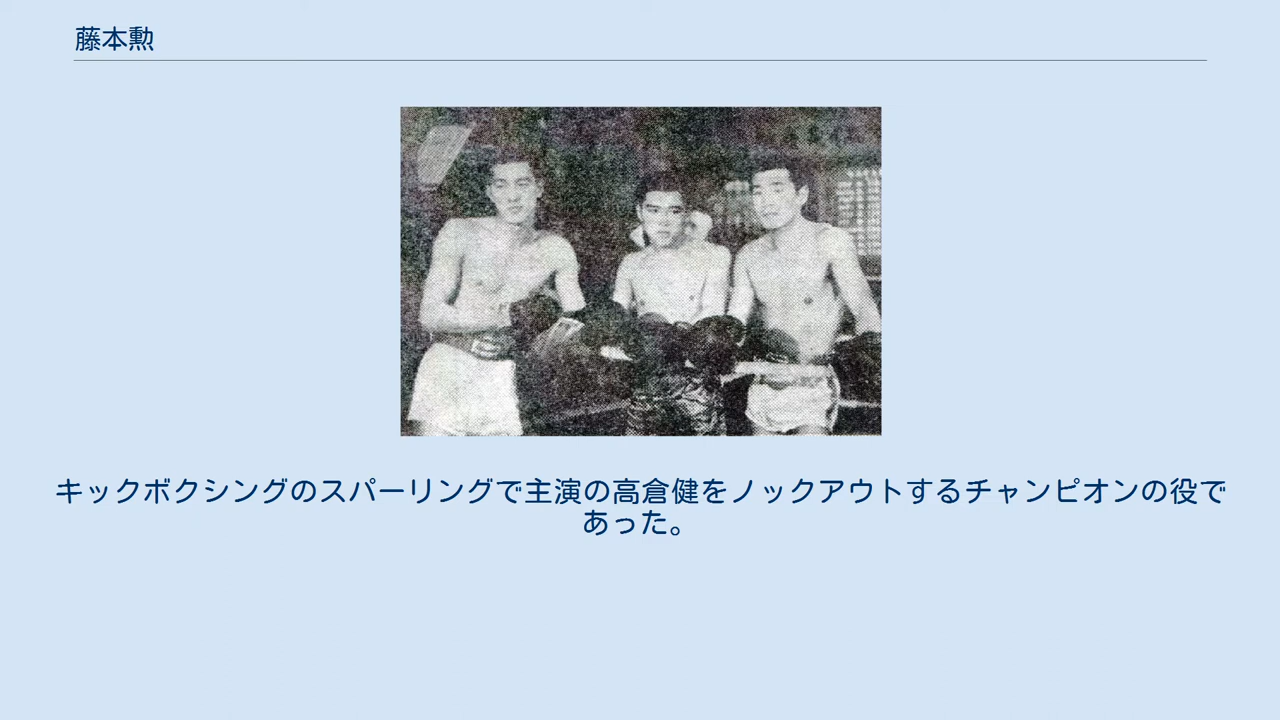 藤本勲
キックボクシングのスパーリングで主演の高倉健をノックアウトするチャンピオンの役で
あった。